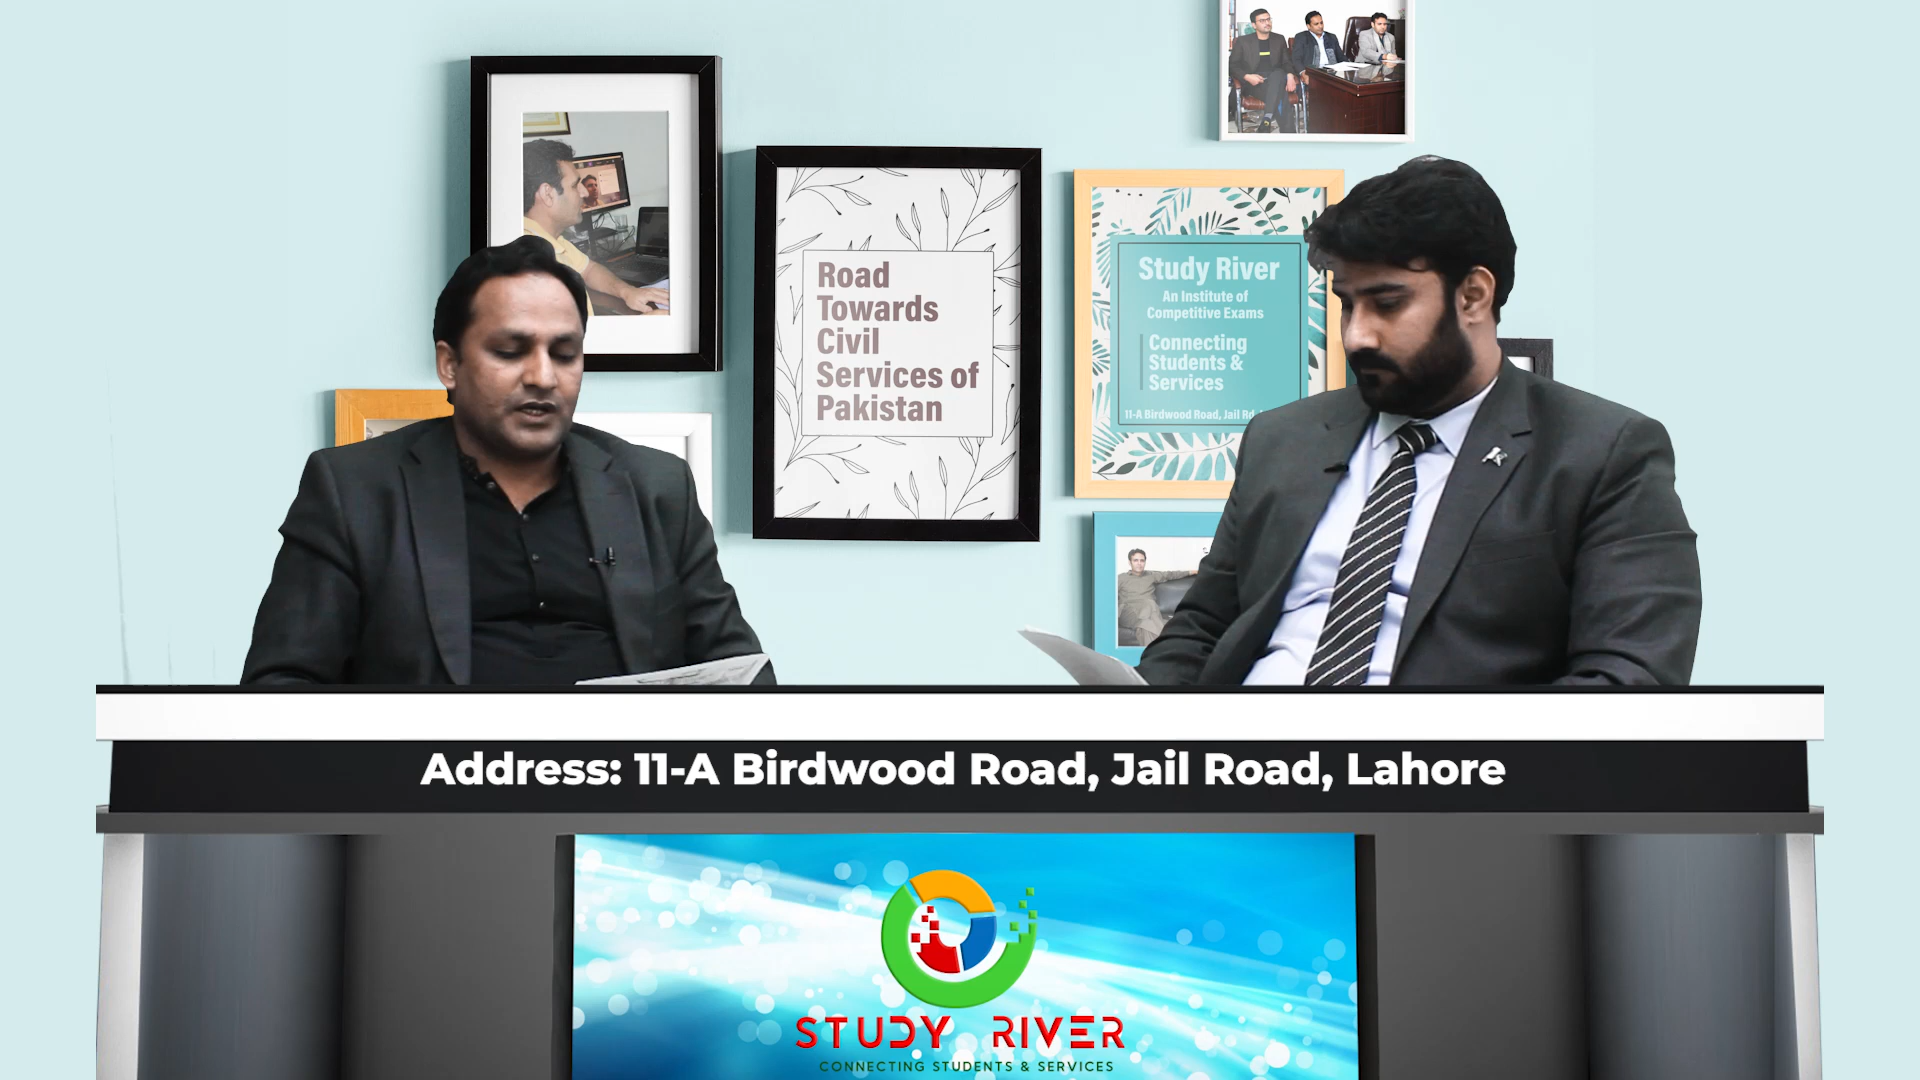 Road
Towards
Civil
Services of
Pakistan
Study River
An Institute of
Competitive Exams
Connecting
Students &
Services
11-A Birdwood Road, Jail Rd,
Address: 11-A Birdwood Road, Jail Road, Lahore
STUDY RIVER
CONNECTING STUDENTS & SERVICES